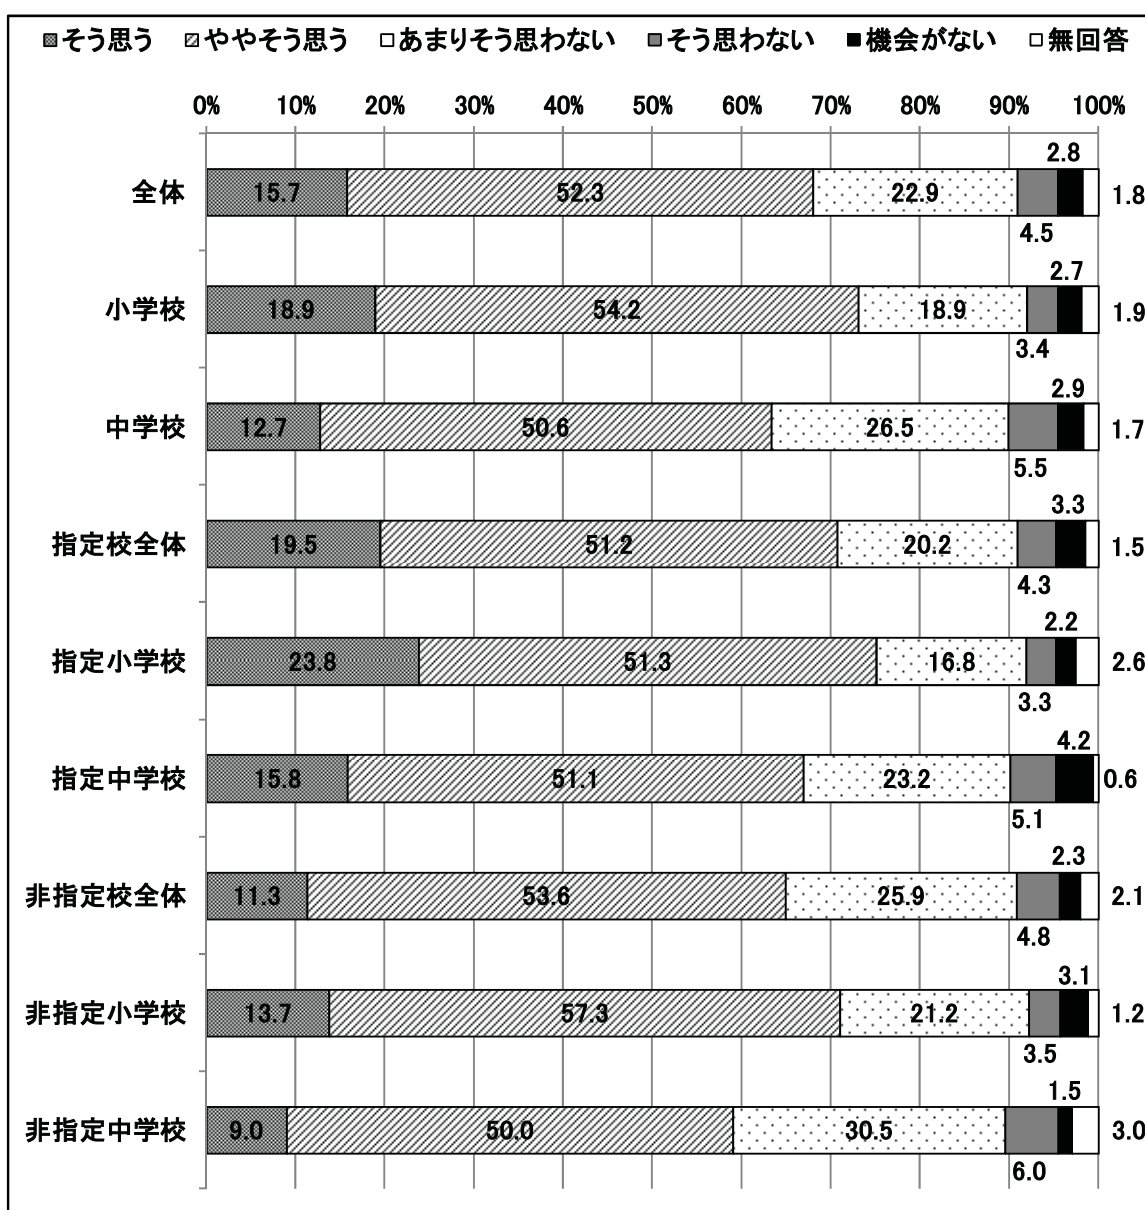 そう思う ややそう思う あまりそう思わない そう思わない 機会がない 無回答
0% 10% 20% 30% 40% 50% 60% 70% 80% 90% 100%
2.8
全体 15.7 52.3 22.9 1.8
4.5
2.7
小学校 18.9 54.2 18.9 1.9
3.4
2.9
中学校 12.7 50.6 26.5 1.7
5.5
3.3
指定校全体 19.5 51.2 20.2 1.5
4.3
2.2
指定小学校 23.8 51.3 16.8 2.6
3.3
4.2
指定中学校 15.8 51.1 23.2 0.6
5.1
2.3
非指定校全体 11.3 53.6 25.9 2.1
4.8
3.1
非指定小学校 13.7 57.3 21.2 1.2
3.5
1.5
非指定中学校 9.0 50.0 30.5 3.0
6.0